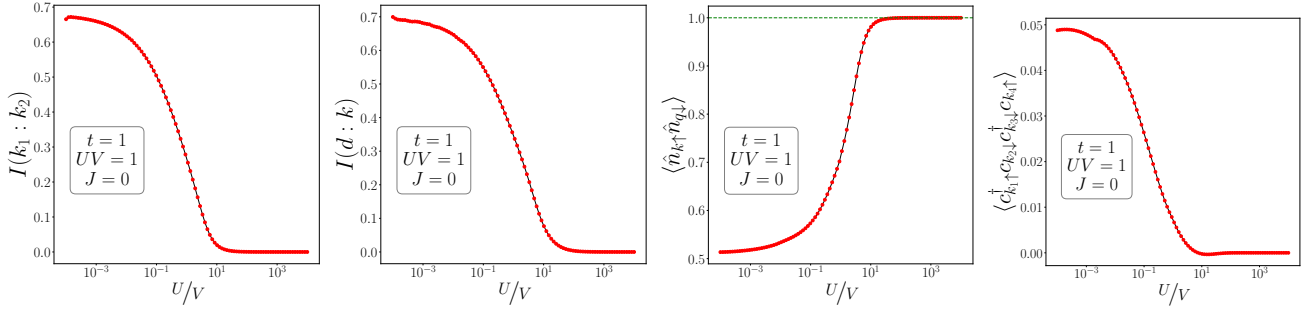 I(k₁ : k₂)
0.7
0.6
0.5
0.4
0.3
0.2
0.1
0.0
t = 1
UV = 1
J = 0
10⁻³
10⁻¹
10¹
10³
U/V
I(d : k)
0.7
0.6
0.5
0.4
0.3
0.2
0.1
0.0
t = 1
UV = 1
J = 0
10⁻³
10⁻¹
10¹
10³
U/V
⟨n̂ₖ↑n̂_q↓⟩
1.0
0.9
0.8
0.7
0.6
0.5
t = 1
UV = 1
J = 0
10⁻³
10⁻¹
10¹
10³
U/V
⟨c†ₖ₁↑cₖ₂↓c†ₖ₃↓cₖ₄↑⟩
0.05
0.04
0.03
0.02
0.01
0.00
t = 1
UV = 1
J = 0
10⁻³
10⁻¹
10¹
10³
U/V